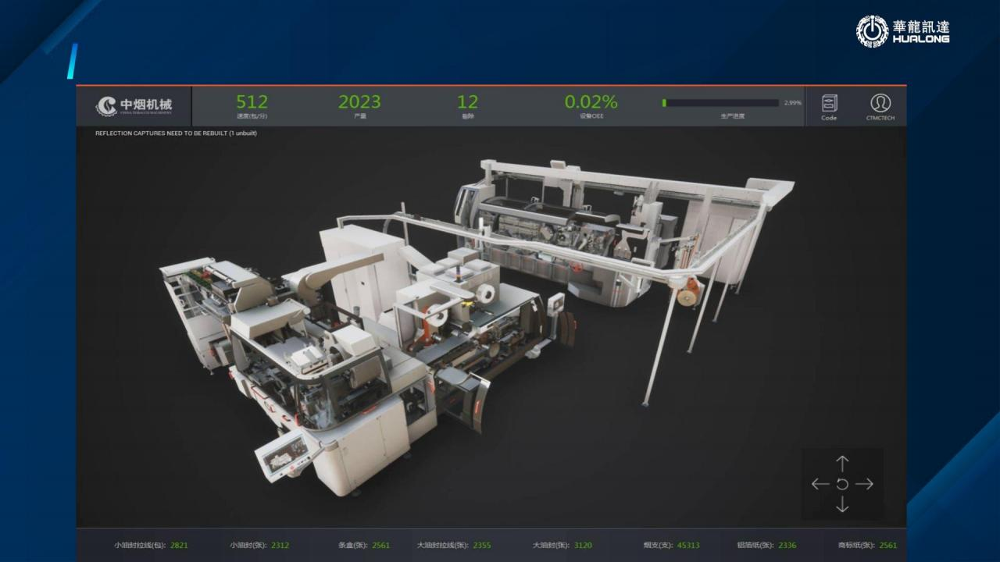 華龍訊達
HUALONG
中烟机械
CHINA TOBACCO MACHINERY
512
速度(包/分)
2023
产量
12
剔除
0.02%
设备OEE
2.99%
生产进度
Code
CTMCTECH
REFLECTION CAPTURES NEED TO BE REBUILT (1 unbuilt)
小油封拉线(包): 2821
小油封(张): 2312
条盒(张): 2561
大油封拉线(张): 2355
大油封(张): 3120
烟支(支): 45313
铝箔纸(张): 2336
商标纸(张): 2561